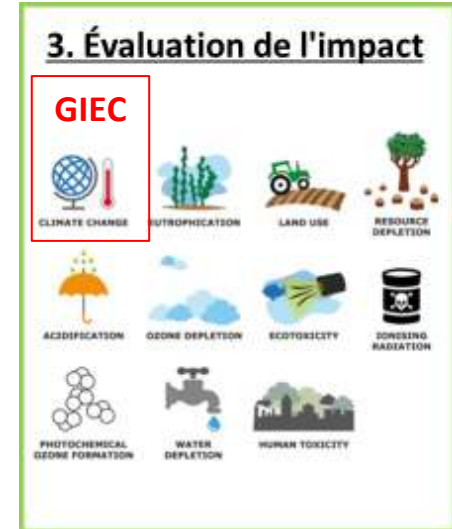 3. Évaluation de l'impact
GIEC
CLIMATE CHANGE
EUTROPHICATION
LAND USE
RESOURCE
DEPLETION
ACIDIFICATION
OZONE DEPLETION
ECOTOXICITY
IONISING
RADIATION
PHOTOCHEMICAL
OZONE FORMATION
WATER
DEPLETION
HUMAN TOXICITY